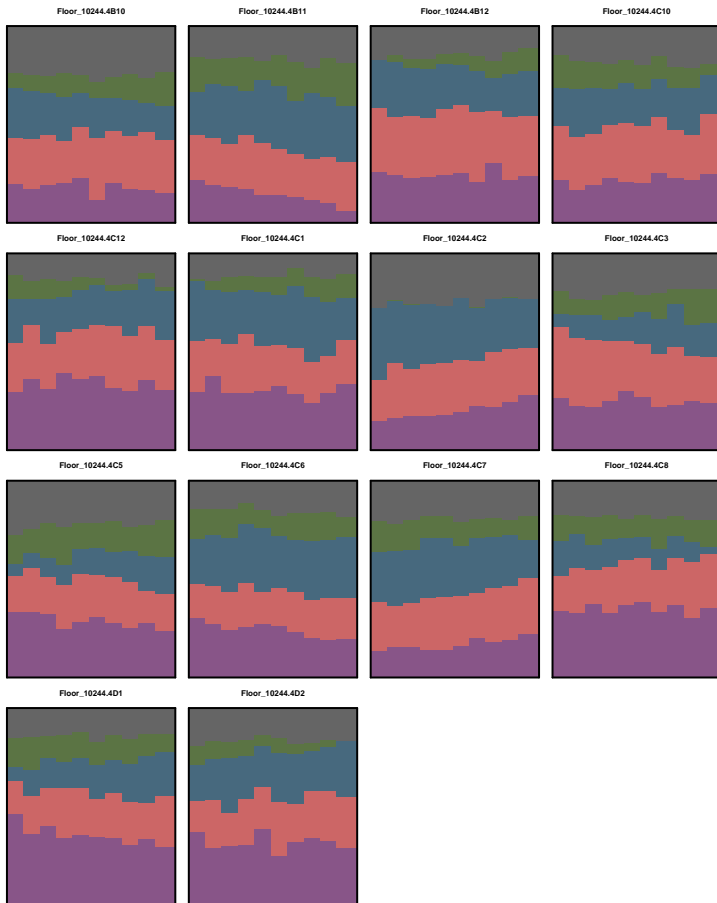 Floor_10244.4B10
Floor_10244.4B11
Floor_10244.4B12
Floor_10244.4C10
Floor_10244.4C12
Floor_10244.4C1
Floor_10244.4C2
Floor_10244.4C3
Floor_10244.4C5
Floor_10244.4C6
Floor_10244.4C7
Floor_10244.4C8
Floor_10244.4D1
Floor_10244.4D2